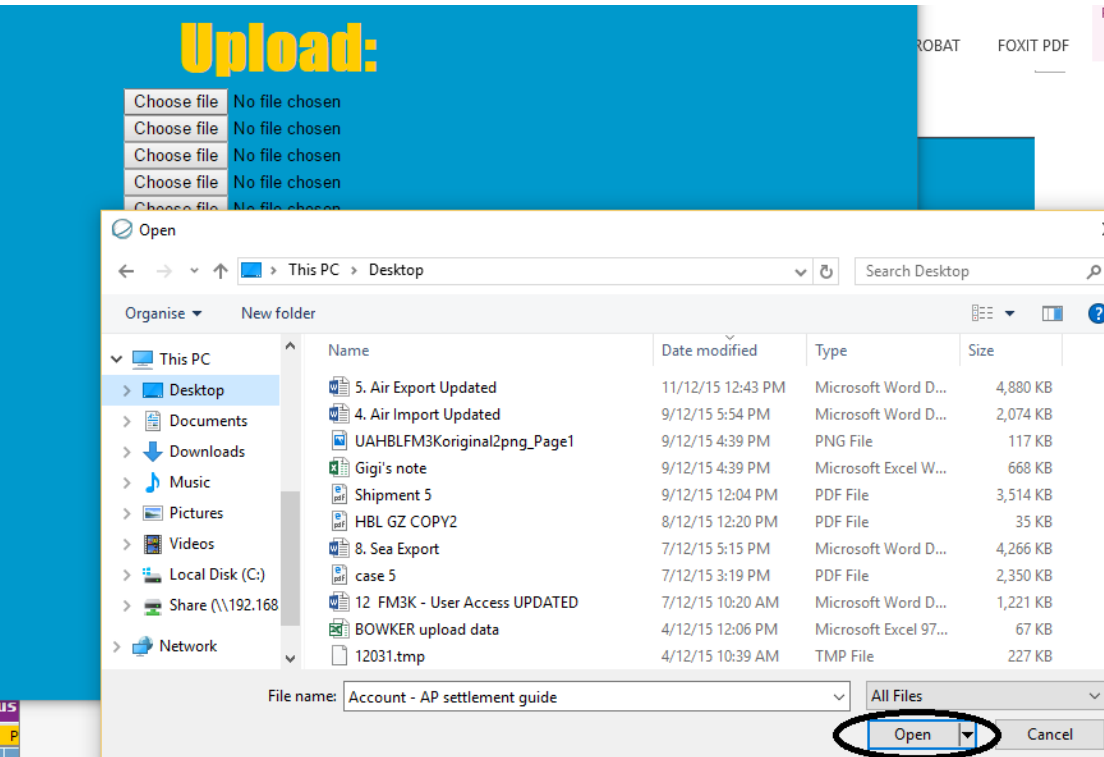 Upload:
ROBAT FOXIT PDF
Choose file No file chosen
Choose file No file chosen
Choose file No file chosen
Choose file No file chosen
Choose file No file chosen
Open
This PC > Desktop
Search Desktop
Organise New folder
Name Date modified Type Size
This PC
Desktop
Documents
Downloads
Music
Pictures
Videos
Local Disk (C:)
Share (\\192.168
Network
5. Air Export Updated 11/12/15 12:43 PM Microsoft Word D... 4,880 KB
4. Air Import Updated 9/12/15 5:54 PM Microsoft Word D... 2,074 KB
UAHBLFM3Koriginal2png_Page1 9/12/15 4:39 PM PNG File 117 KB
Gigi's note 9/12/15 4:39 PM Microsoft Excel W... 668 KB
Shipment 5 9/12/15 12:04 PM PDF File 3,514 KB
HBL GZ COPY2 8/12/15 12:20 PM PDF File 35 KB
8. Sea Export 7/12/15 5:15 PM Microsoft Word D... 4,266 KB
case 5 7/12/15 3:19 PM PDF File 2,350 KB
12 FM3K - User Access UPDATED 7/12/15 10:20 AM Microsoft Word D... 1,221 KB
BOWKER upload data 4/12/15 12:06 PM Microsoft Excel 97... 67 KB
12031.tmp 4/12/15 10:39 AM TMP File 227 KB
File name: Account - AP settlement guide All Files
Open Cancel
us
P